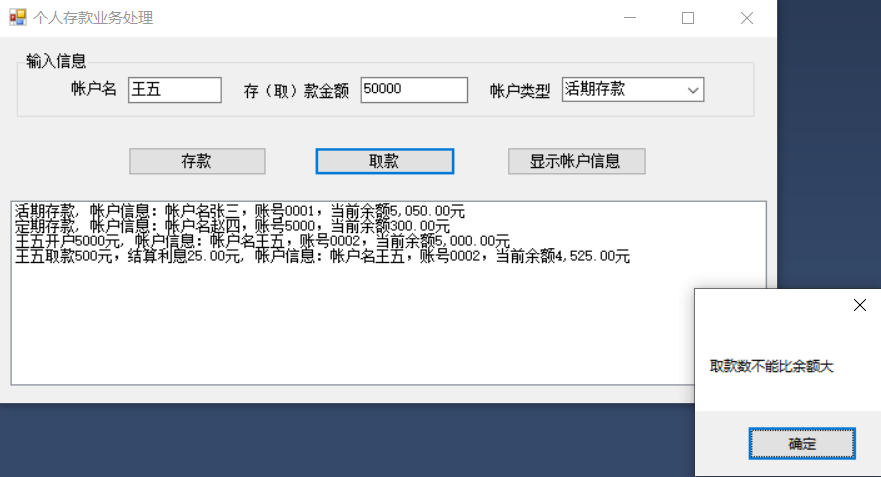 个人存款业务处理
输入信息
帐户名 王五 存（取）款金额 50000 帐户类型 活期存款
存款 取款 显示帐户信息
活期存款, 帐户信息: 帐户名张三, 账号0001, 当前余额5,050.00元
定期存款, 帐户信息: 帐户名赵四, 账号5000, 当前余额300.00元
王五开户5000元, 帐户信息: 帐户名王五, 账号0002, 当前余额5,000.00元
王五取款500元, 结算利息25.00元, 帐户信息: 帐户名王五, 账号0002, 当前余额4,525.00元
取款数不能比余额大
确定